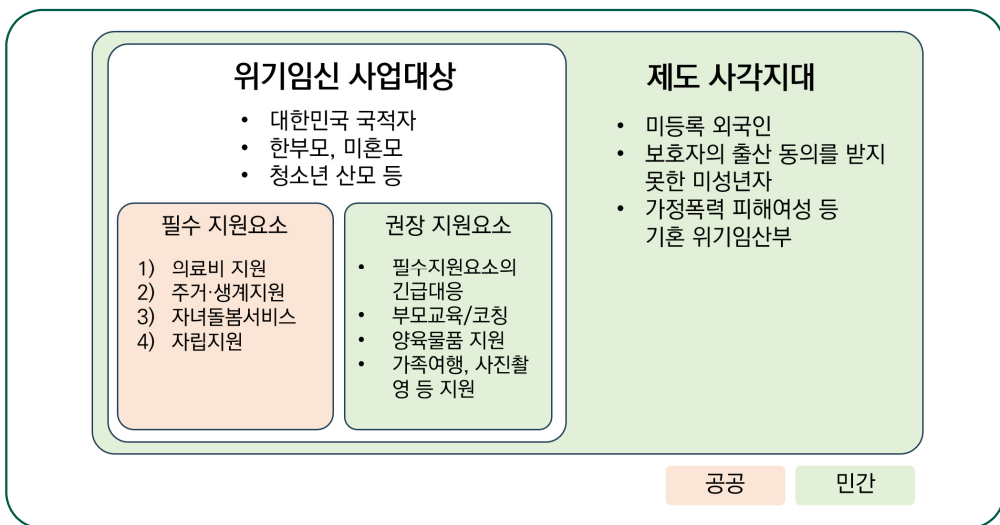 위기임신 사업대상
• 대한민국 국적자
• 한부모, 미혼모
• 청소년 산모 등
필수 지원요소
1) 의료비 지원
2) 주거·생계지원
3) 자녀돌봄서비스
4) 자립지원
권장 지원요소
• 필수지원요소의
긴급대응
• 부모교육/코칭
• 양육물품 지원
• 가족여행, 사진촬
영 등 지원
제도 사각지대
• 미등록 외국인
• 보호자의 출산 동의를 받지
못한 미성년자
• 가정폭력 피해여성 등
기혼 위기임산부
공공
민간